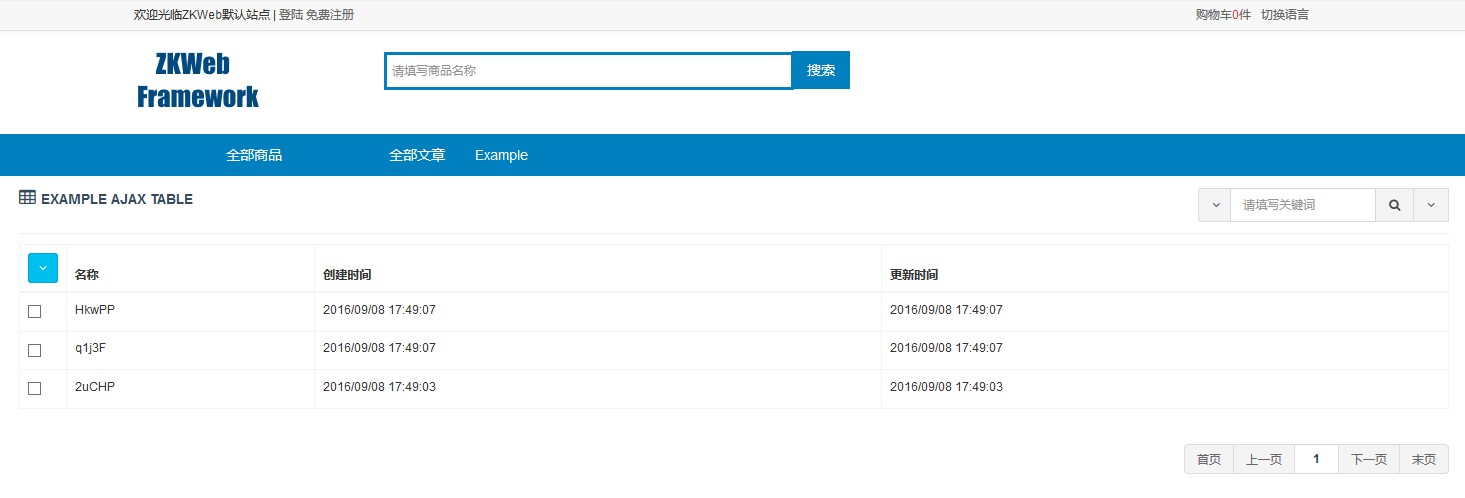 欢迎光临ZKWeb默认站点 | 登陆 免费注册 购物车0件 切换语言
ZKWeb
Framework
请填写商品名称 搜索
全部商品 全部文章 Example
EXAMPLE AJAX TABLE 请填写关键词
名称 创建时间 更新时间
HkwPP 2016/09/08 17:49:07 2016/09/08 17:49:07
q1j3F 2016/09/08 17:49:07 2016/09/08 17:49:07
2uCHP 2016/09/08 17:49:03 2016/09/08 17:49:03
首页 上一页 1 下一页 末页